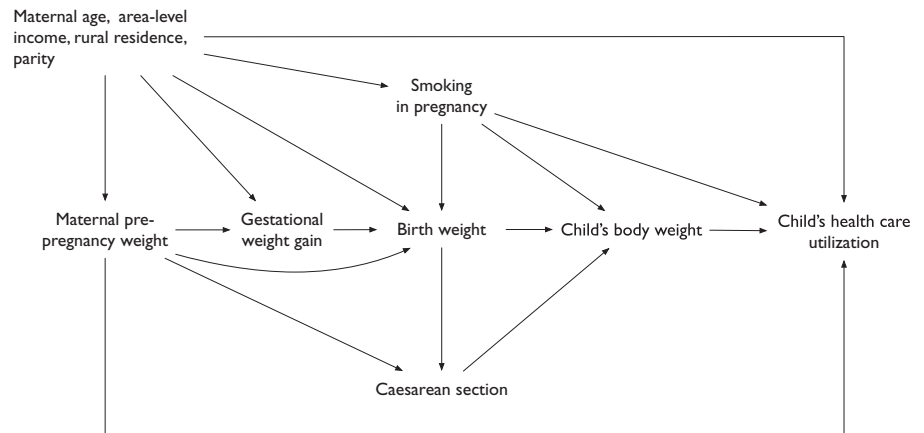 Maternal age, area-level
income, rural residence,
parity
Smoking
in pregnancy
Maternal pre-
pregnancy weight
Gestational
weight gain
Birth weight
Child's body weight
Child's health care
utilization
Caesarean section